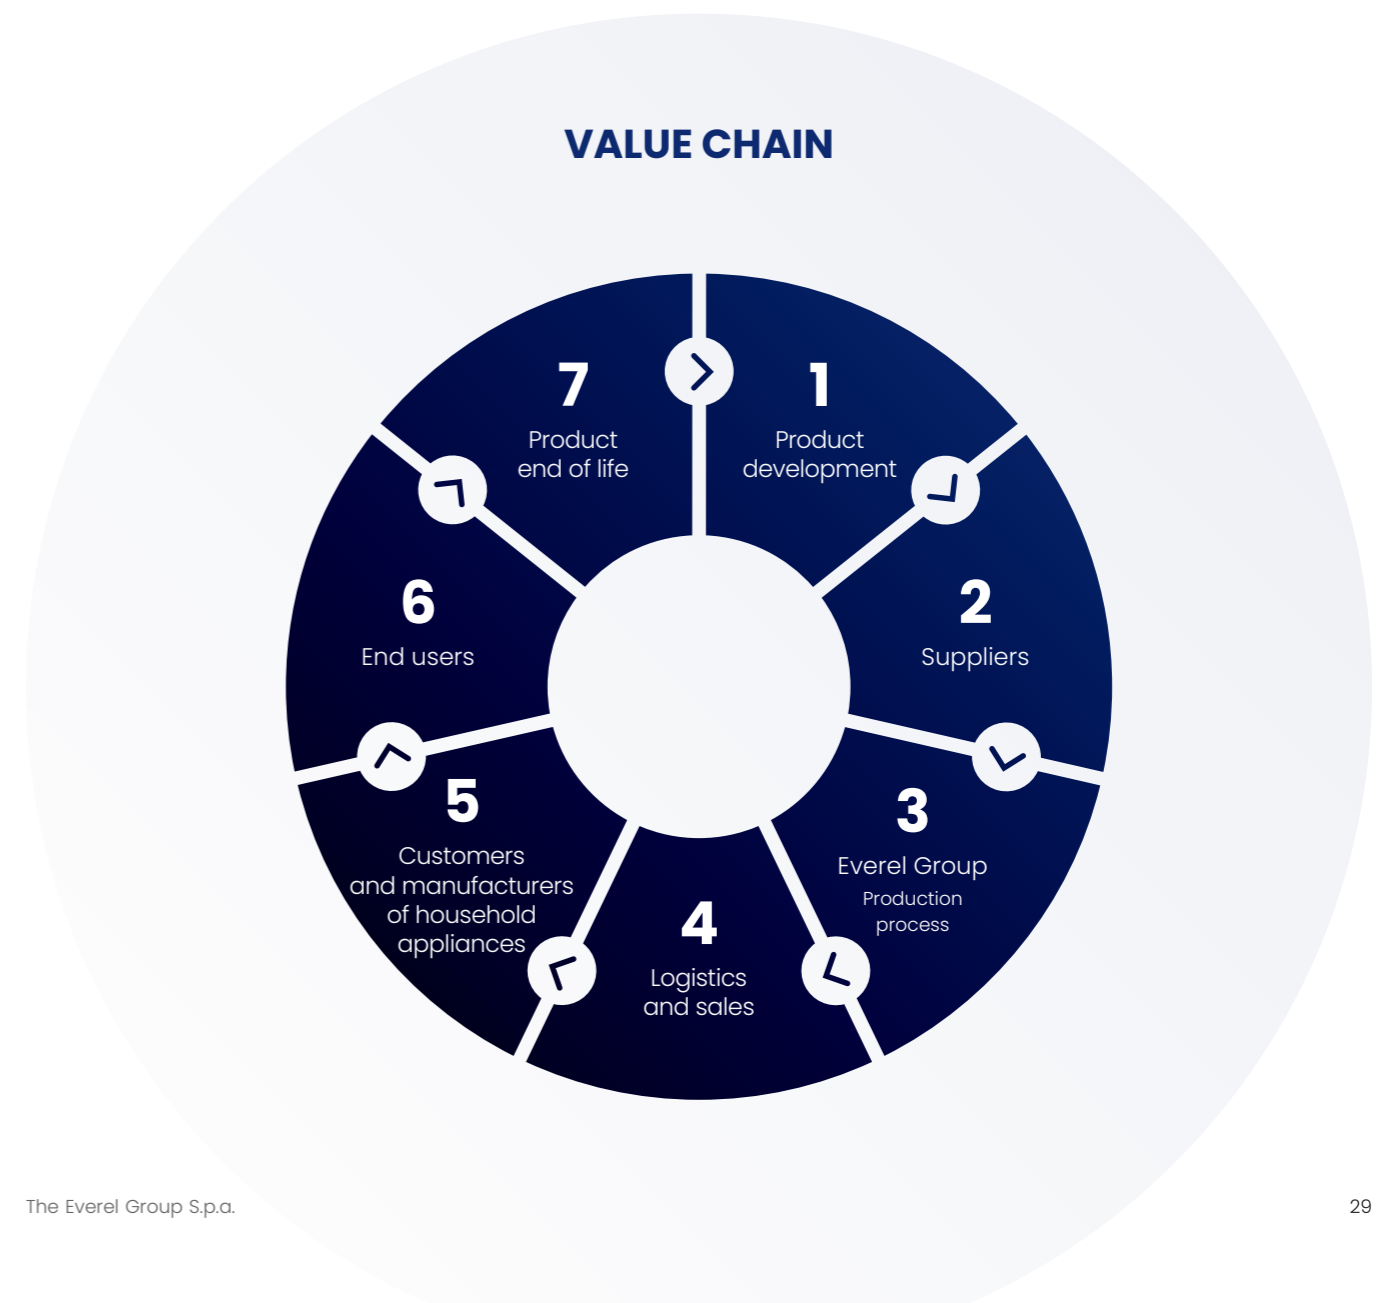 VALUE CHAIN
1
Product
development
2
Suppliers
3
Everel Group
Production
process
4
Logistics
and sales
5
Customers
and manufacturers
of household
appliances
6
End users
7
Product
end of life
The Everel Group S.p.a.
29